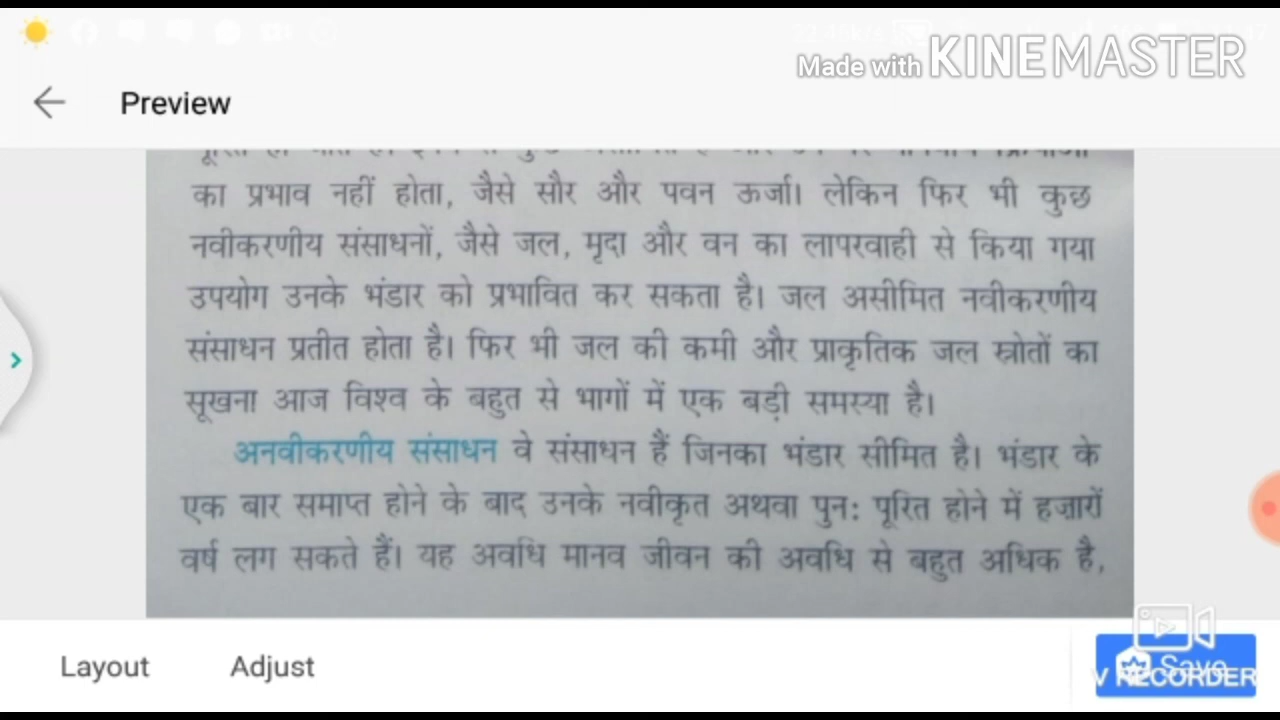 Made with KINEMASTER
Preview
का प्रभाव नहीं होता, जैसे सौर और पवन ऊर्जा। लेकिन फिर भी कुछ
नवीकरणीय संसाधनों, जैसे जल, मृदा और वन का लापरवाही से किया गया
उपयोग उनके भंडार को प्रभावित कर सकता है। जल असीमित नवीकरणीय
संसाधन प्रतीत होता है। फिर भी जल की कमी और प्राकृतिक जल स्त्रोतों का
सूखना आज विश्व के बहुत से भागों में एक बड़ी समस्या है।
अनवीकरणीय संसाधन वे संसाधन हैं जिनका भंडार सीमित है। भंडार के
एक बार समाप्त होने के बाद उनके नवीकृत अथवा पुन: पूरित होने में हज़ारों
वर्ष लग सकते हैं। यह अवधि मानव जीवन की अवधि से बहुत अधिक है,
Layout Adjust Save
V RECORDER